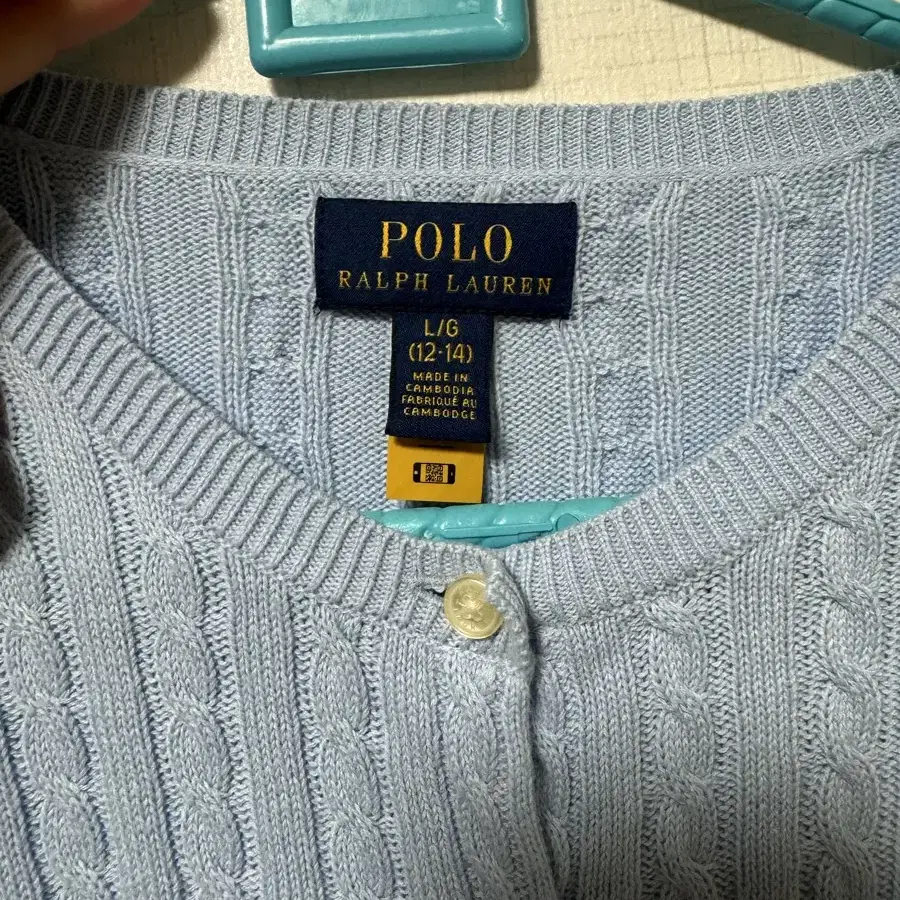 POLO
RALPH LAUREN
L/G
(12-14)
MADE IN
CAMBODIA
FABRIQUÉ AU
CAMBODGE